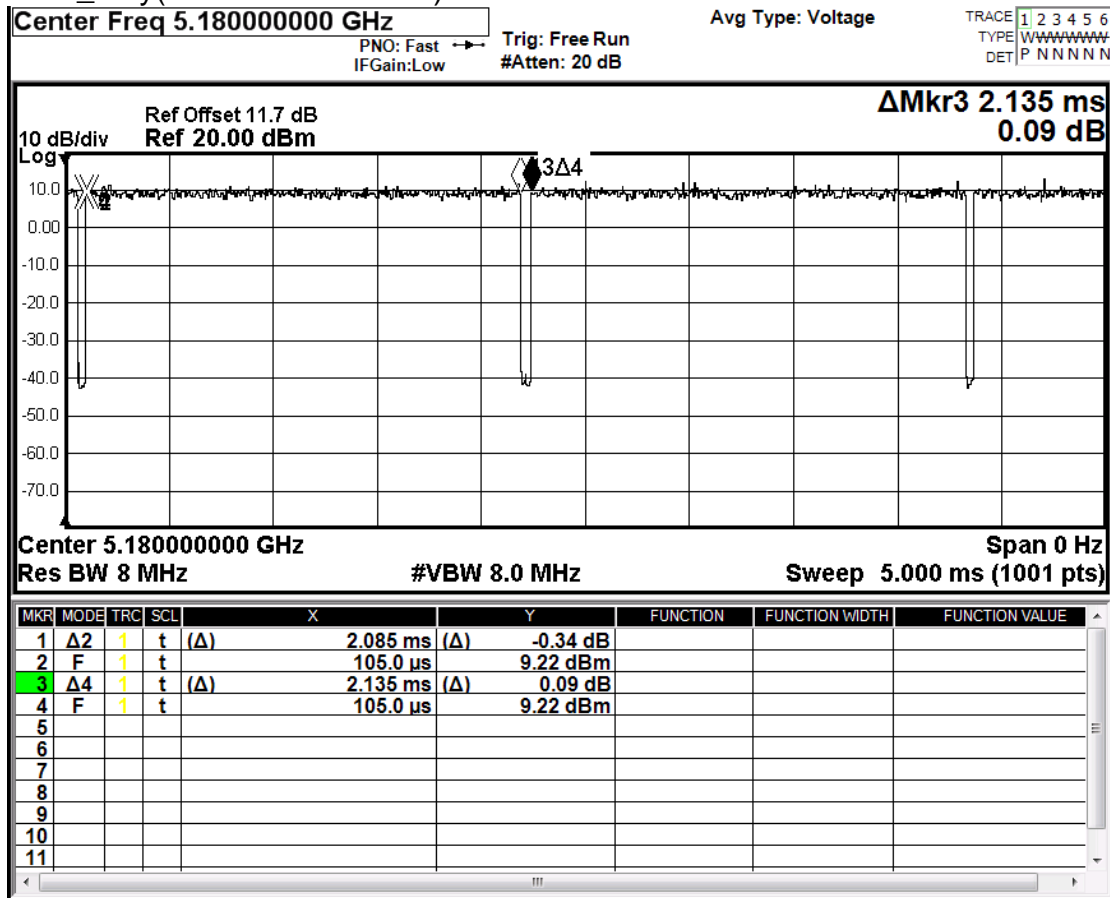 Center Freq 5.180000000 GHz
PNO: Fast
IFGain:Low
Trig: Free Run
#Atten: 20 dB
Avg Type: Voltage
TRACE 1 2 3 4 5 6
TYPE WWWWWW
DET P N N N N N
ΔMkr3 2.135 ms
0.09 dB
Ref Offset 11.7 dB
10 dB/div Ref 20.00 dBm
Log
3Δ4
10.0
0.00
-10.0
-20.0
-30.0
-40.0
-50.0
-60.0
-70.0
Center 5.180000000 GHz Span 0 Hz
Res BW 8 MHz #VBW 8.0 MHz Sweep 5.000 ms (1001 pts)
MKR MODE TRC SCL X Y FUNCTION FUNCTION WIDTH FUNCTION VALUE
1 Δ2 1 t (Δ) 2.085 ms (Δ) -0.34 dB
2 F 1 t 105.0 µs 9.22 dBm
3 Δ4 1 t (Δ) 2.135 ms (Δ) 0.09 dB
4 F 1 t 105.0 µs 9.22 dBm
5
6
7
8
9
10
11